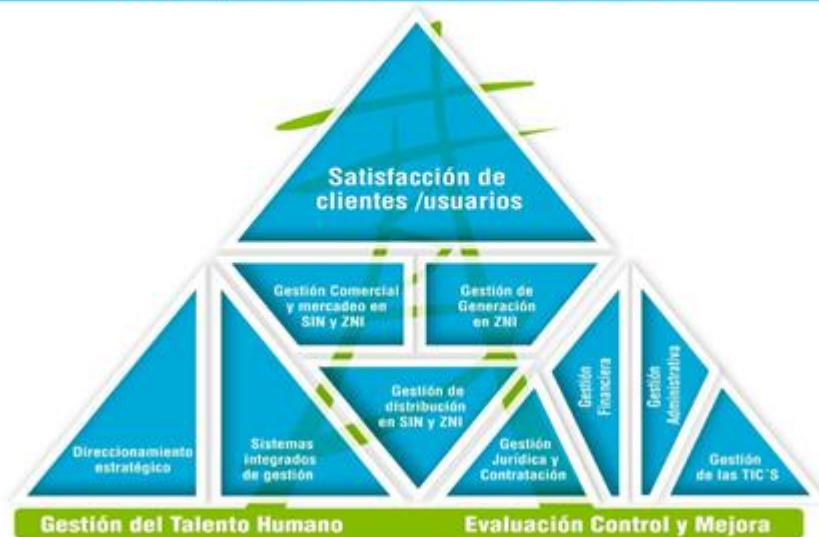 Satisfacción de
clientes /usuarios
Gestión Comercial
y mercadeo en
SIN y ZNI
Gestión de
Generación
en ZNI
Gestión de
distribución
en SIN y ZNI
Direccionamiento
estratégico
Sistemas
integrados
de gestión
Gestión
Jurídica y
Contratación
Gestión
Financiera
Gestión
Administrativa
Gestión
de las TIC´S
Gestión del Talento Humano
Evaluación Control y Mejora